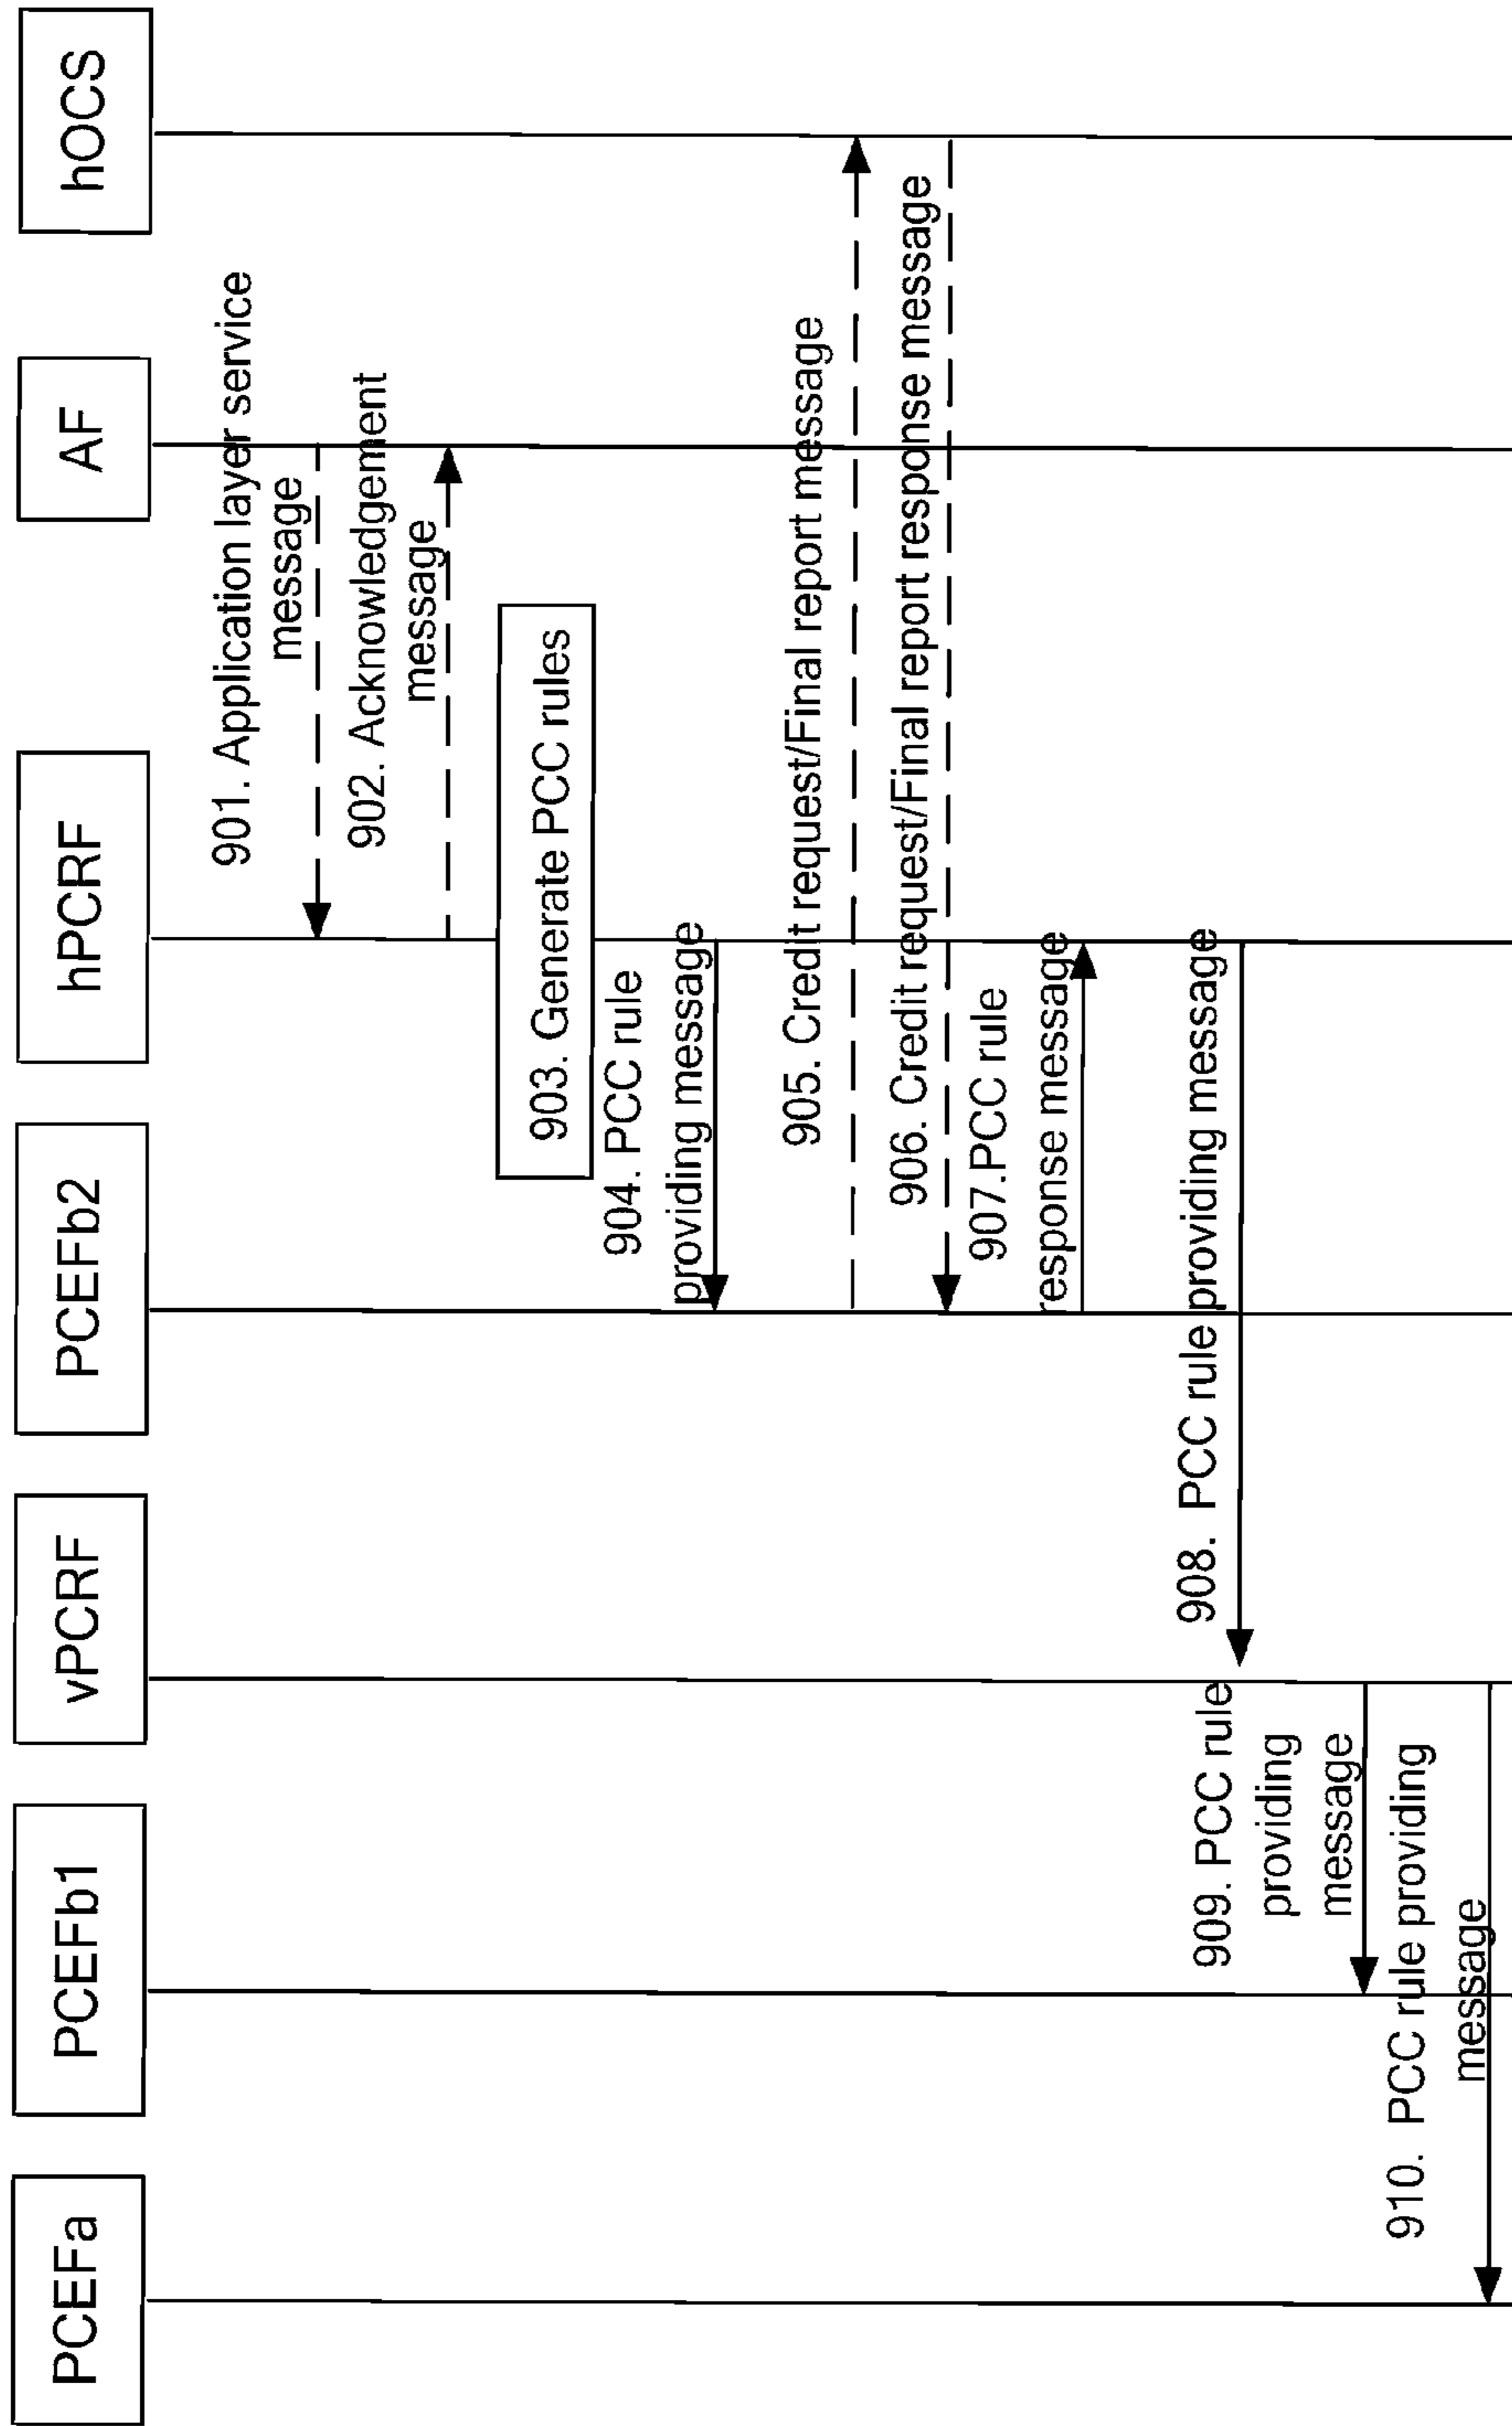 PCEFa
PCEFb1
vPCRF
PCEFb2
hPCRF
AF
hOCS
901. Application layer service
message
902. Acknowledgement
message
903. Generate PCC rules
904. PCC rule
providing message
905. Credit request/Final report message
906. Credit request/Final report response message
907.PCC rule
response message
908. PCC rule providing message
909. PCC rule
providing
message
910. PCC rule providing
message